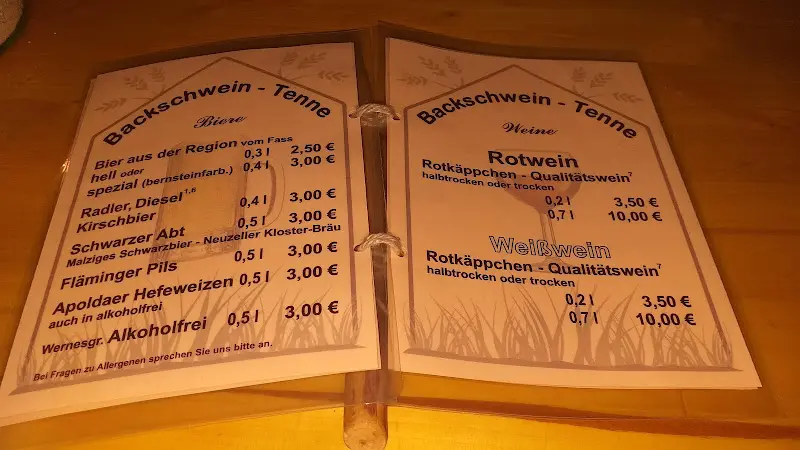 Backschwein - Tenne
Biere
Bier aus der Region vom Fass
hell oder 0,3 l 2,50 €
spezial (bernsteinfarb.) 0,4 l 3,00 €
Radler, Diesel1,6
Kirschbier 0,4 l 3,00 €
Schwarzer Abt 0,5 l 3,00 €
Malziges Schwarzbier - Neuzeller Kloster-Bräu
Fläminger Pils 0,5 l 3,00 €
Apoldaer Hefeweizen 0,5 l 3,00 €
auch in alkoholfrei
Wernesgr. Alkoholfrei 0,5 l 3,00 €
Bei Fragen zu Allergenen sprechen Sie uns bitte an.
Backschwein - Tenne
Weine
Rotwein
Rotkäppchen - Qualitätswein7
halbtrocken oder trocken
0,2 l 3,50 €
0,7 l 10,00 €
Weißwein
Rotkäppchen - Qualitätswein7
halbtrocken oder trocken
0,2 l 3,50 €
0,7 l 10,00 €